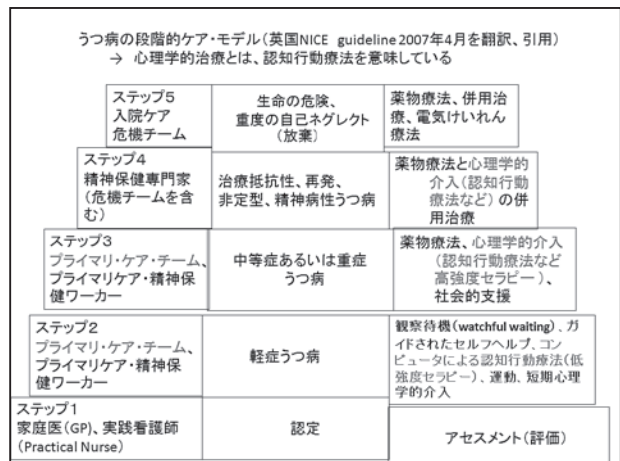 うつ病の段階的ケア・モデル(英国NICE guideline 2007年4月を翻訳、引用)
→ 心理学的治療とは、認知行動療法を意味している
ステップ5
入院ケア
危機チーム
生命の危険、
重度の自己ネグレクト
(放棄)
薬物療法、併用治
療、電気けいれん
療法
ステップ4
精神保健専門家
(危機チームを含
む)
治療抵抗性、再発、
非定型、精神病性うつ病
薬物療法と心理学的
介入(認知行動
療法など)の併
用治療
ステップ3
プライマリ・ケア・チーム、
プライマリケア・精神保
健ワーカー
中等症あるいは重症
うつ病
薬物療法、心理学的介入
(認知行動療法など
高強度セラピー)、
社会的支援
ステップ2
プライマリ・ケア・チーム、
プライマリケア・精神保
健ワーカー
軽症うつ病
観察待機(watchful waiting)、ガ
イドされたセルフヘルプ、コン
ピュータによる認知行動療法(低
強度セラピー)、運動、短期心理
学的介入
ステップ1
家庭医(GP)、実践看護師
(Practical Nurse)
認定
アセスメント(評価)